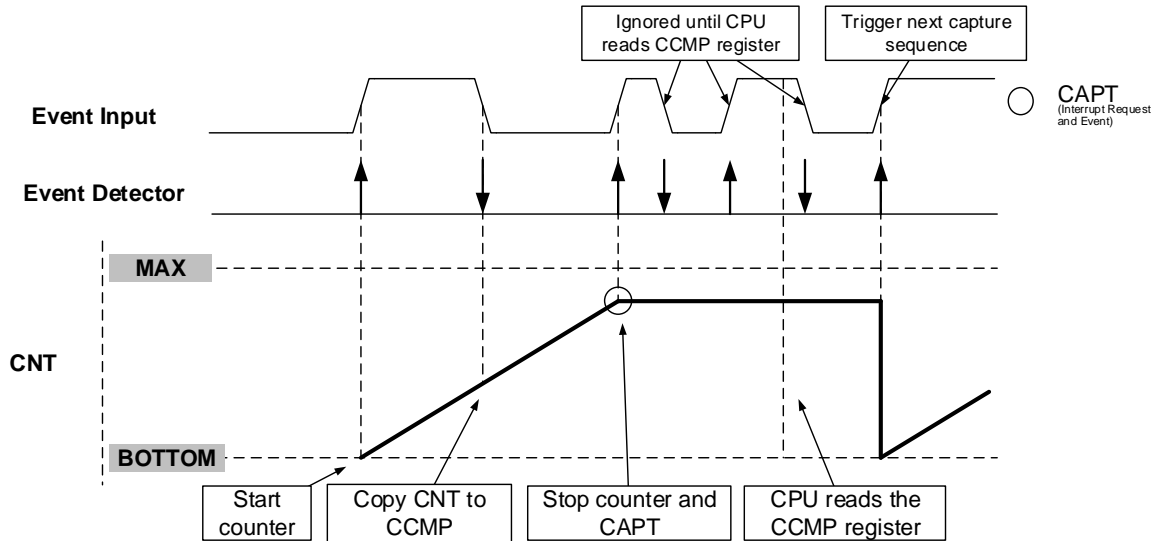 Ignored until CPU
reads CCMP register
Trigger next capture
sequence
Event Input
CAPT
(Interrupt Request
and Event)
Event Detector
MAX
CNT
BOTTOM
Start
counter
Copy CNT to
CCMP
Stop counter and
CAPT
CPU reads the
CCMP register